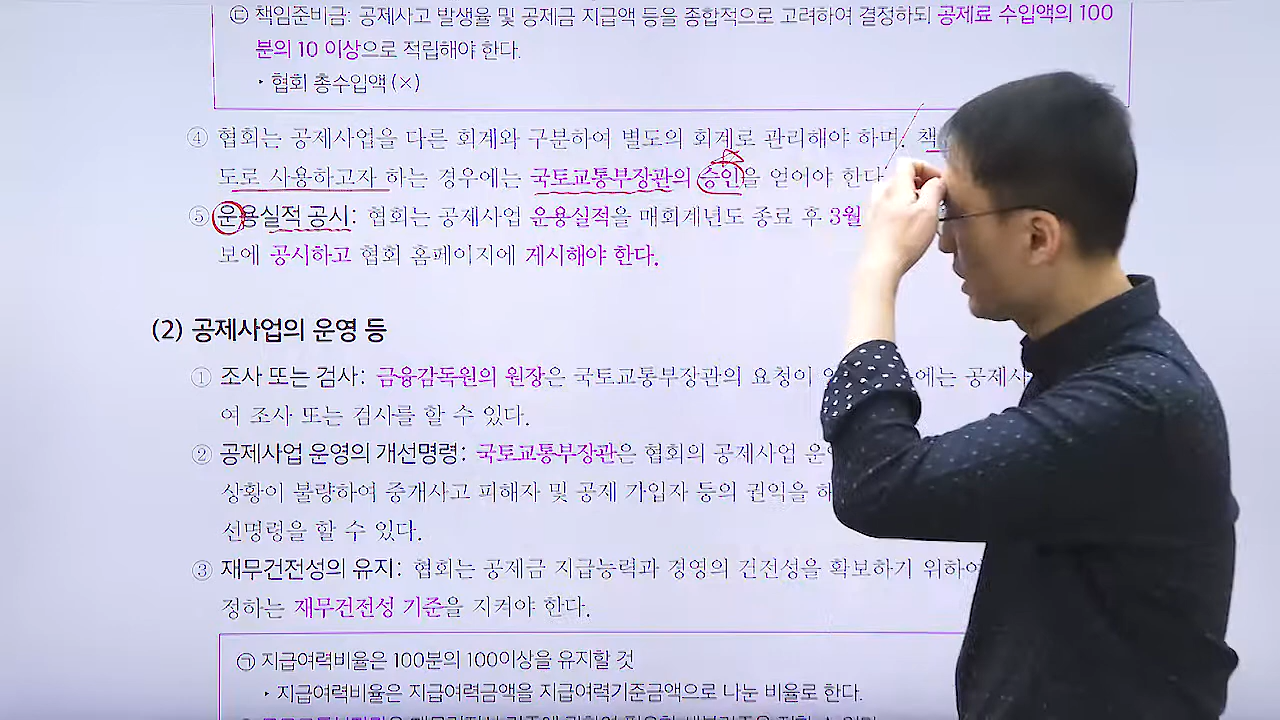 ㉢ 책임준비금: 공제사고 발생율 및 공제금 지급액 등을 종합적으로 고려하여 결정하되 공제료 수입액의 100
분의 10 이상으로 적립해야 한다.
‣ 협회 총수입액 (×)
④ 협회는 공제사업을 다른 회계와 구분하여 별도의 회계로 관리해야 하며, 책
도로 사용하고자 하는 경우에는 국토교통부장관의 승인을 얻어야 한다
⑤ 운용실적 공시: 협회는 공제사업 운용실적을 매회계년도 종료 후 3월
보에 공시하고 협회 홈페이지에 게시해야 한다.
(2) 공제사업의 운영 등
① 조사 또는 검사: 금융감독원의 원장은 국토교통부장관의 요청이 에는 공제사
여 조사 또는 검사를 할 수 있다.
② 공제사업 운영의 개선명령: 국토교통부장관은 협회의 공제사업 운영
상황이 불량하여 중개사고 피해자 및 공제 가입자 등의 권익을 해
선명령을 할 수 있다.
③ 재무건전성의 유지: 협회는 공제금 지급능력과 경영의 건전성을 확보하기 위하여
정하는 재무건전성 기준을 지켜야 한다.
㉠ 지급여력비율은 100분의 100이상을 유지할 것
‣ 지급여력비율은 지급여력금액을 지급여력기준금액으로 나눈 비율로 한다.